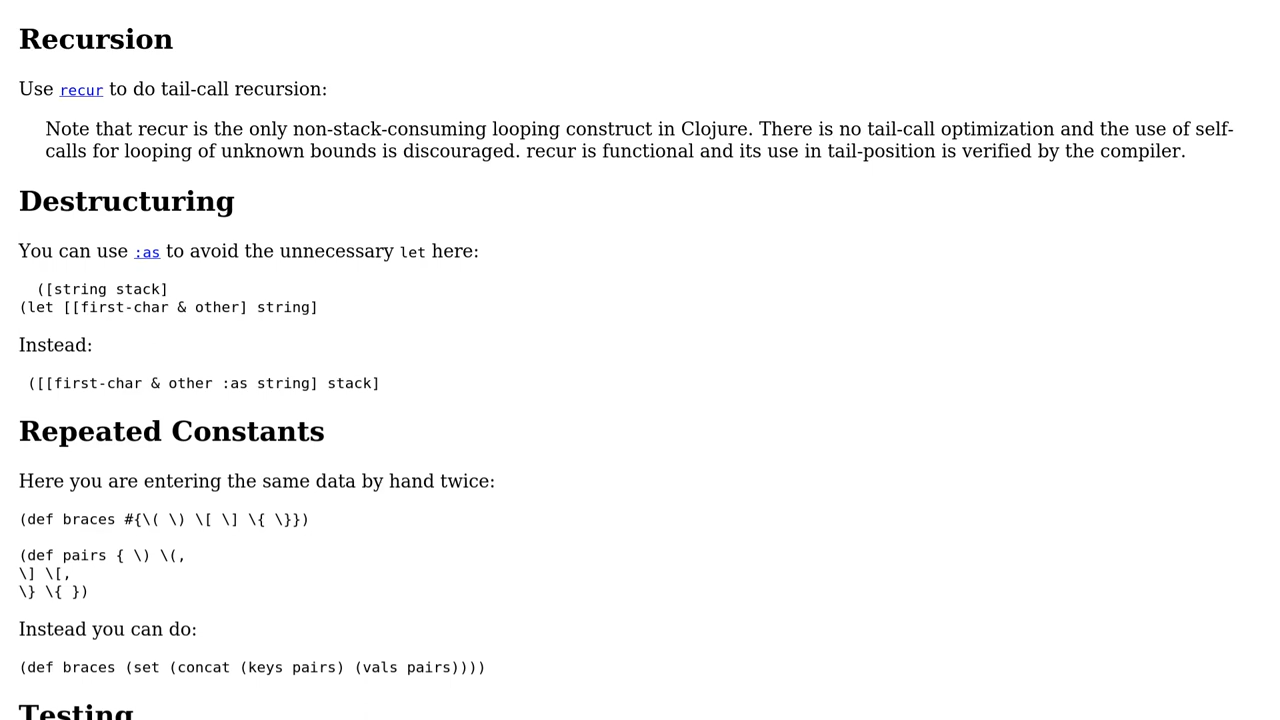 Recursion
Use recur to do tail-call recursion:
Note that recur is the only non-stack-consuming looping construct in Clojure. There is no tail-call optimization and the use of self-
calls for looping of unknown bounds is discouraged. recur is functional and its use in tail-position is verified by the compiler.
Destructuring
You can use :as to avoid the unnecessary let here:
([string stack]
(let [[first-char & other] string]
Instead:
([[first-char & other :as string] stack]
Repeated Constants
Here you are entering the same data by hand twice:
(def braces #{\( \) \[ \] \{ \}})
(def pairs { \) \(,
\] \[,
\} \{ })
Instead you can do:
(def braces (set (concat (keys pairs) (vals pairs))))
Testing